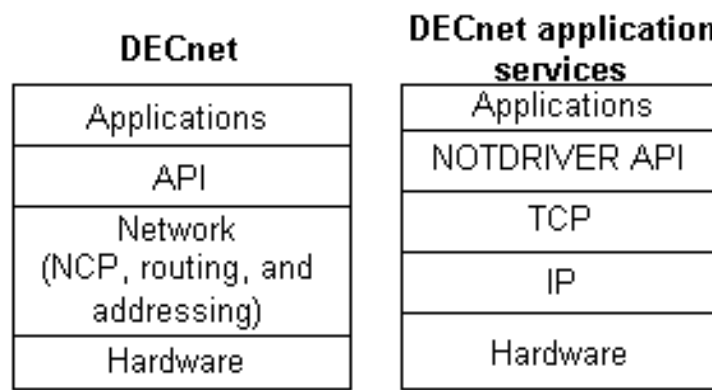 DECnet
Applications
API
Network
(NCP, routing, and
addressing)
Hardware
DECnet application
services
Applications
NOTDRIVER API
TCP
IP
Hardware